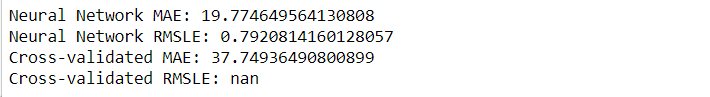 Neural Network MAE: 19.774649564130808
Neural Network RMSLE: 0.7920814160128057
Cross-validated MAE: 37.74936490800899
Cross-validated RMSLE: nan